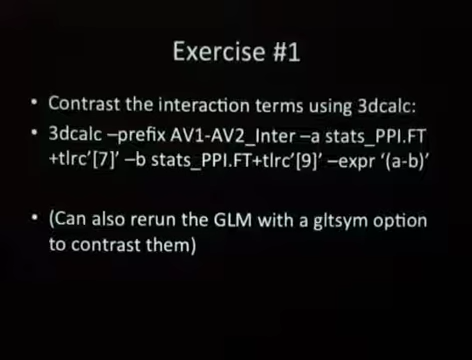 Exercise #1
• Contrast the interaction terms using 3dcalc:
• 3dcalc –prefix AV1-AV2_Inter –a stats_PPI.FT
+tlrc’[7]’ –b stats_PPI.FT+tlrc’[9]’ –expr ‘(a-b)’
• (Can also rerun the GLM with a gltsym option
to contrast them)